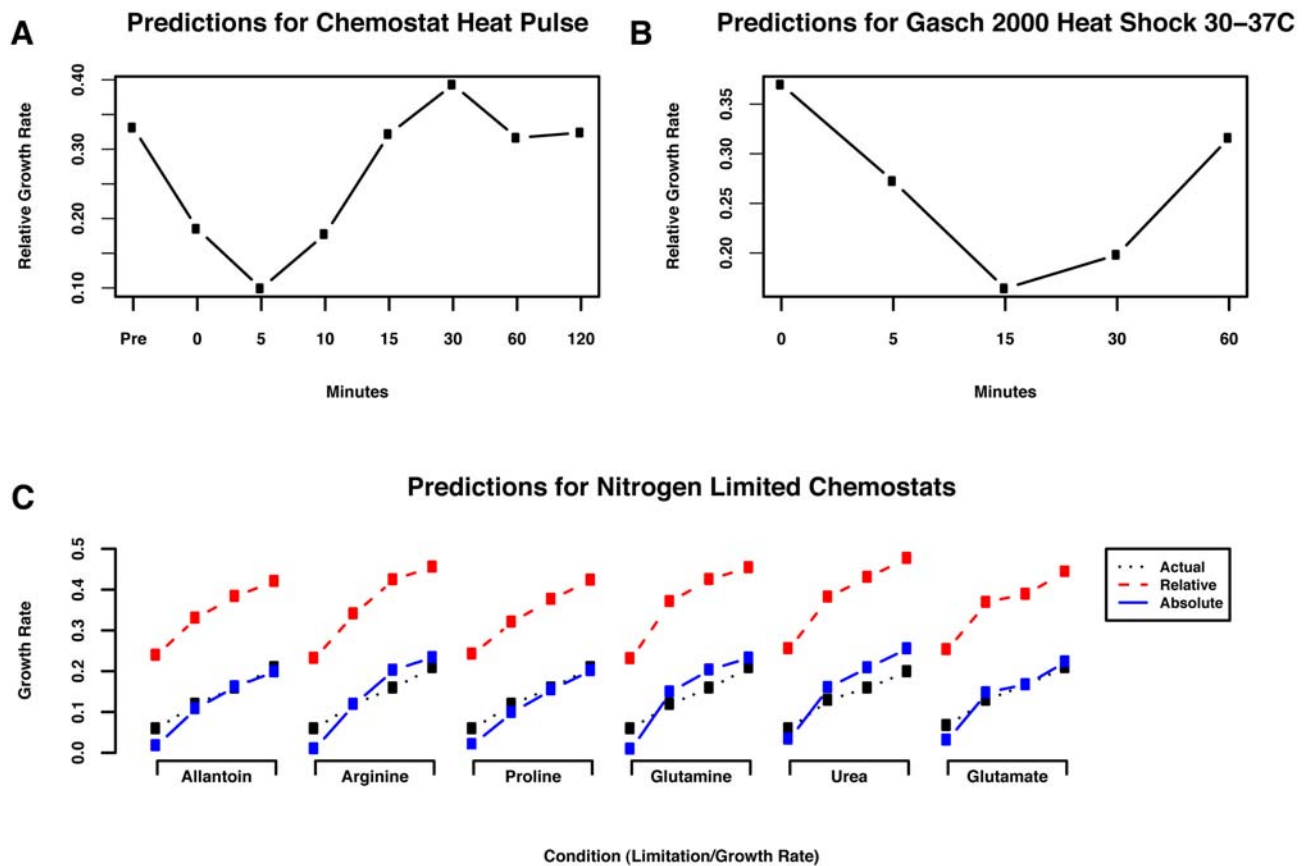 A
Predictions for Chemostat Heat Pulse
Relative Growth Rate
0.40
0.30
0.20
0.10
Pre 0 5 10 15 30 60 120
Minutes
B
Predictions for Gasch 2000 Heat Shock 30–37C
Relative Growth Rate
0.35
0.30
0.25
0.20
0 5 15 30 60
Minutes
C
Predictions for Nitrogen Limited Chemostats
Growth Rate
0.5
0.4
0.3
0.2
0.1
0.0
Allantoin Arginine Proline Glutamine Urea Glutamate
Actual
Relative
Absolute
Condition (Limitation/Growth Rate)